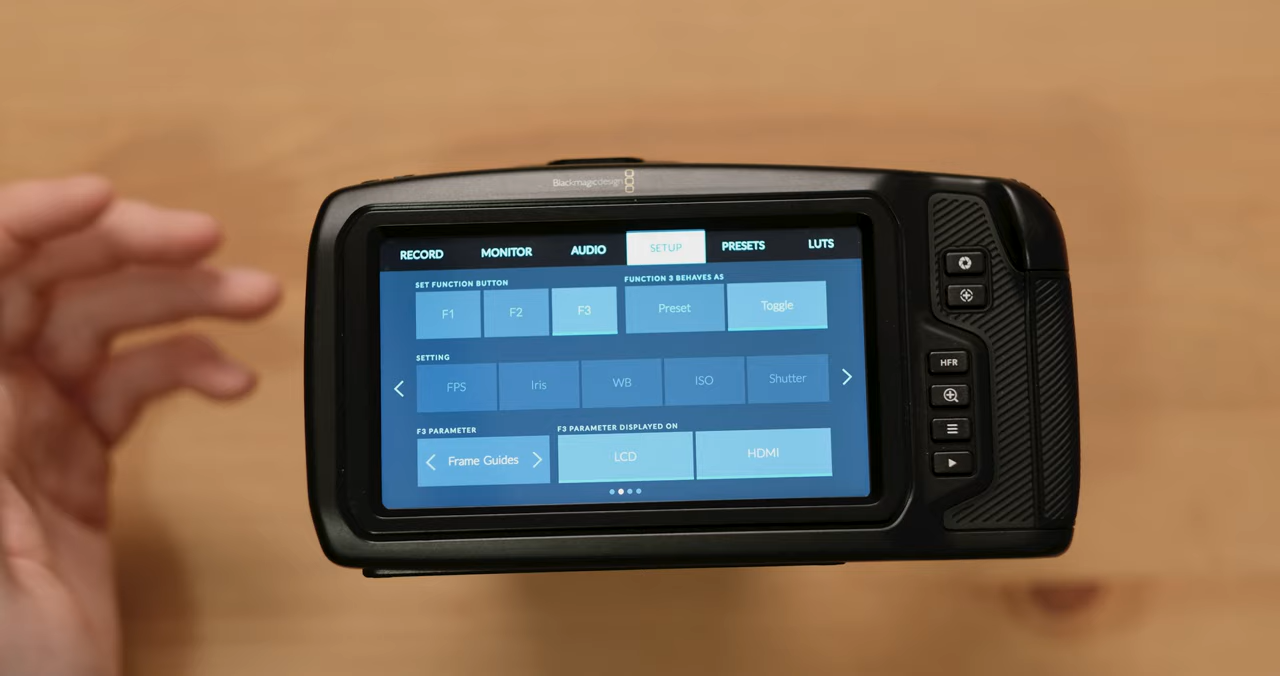 Blackmagicdesign
RECORD MONITOR AUDIO SETUP PRESETS LUTS
SET FUNCTION BUTTON FUNCTION 3 BEHAVES AS
F1 F2 F3 Preset Toggle
SETTING
FPS Iris WB ISO Shutter
F3 PARAMETER F3 PARAMETER DISPLAYED ON
Frame Guides LCD HDMI
HFR